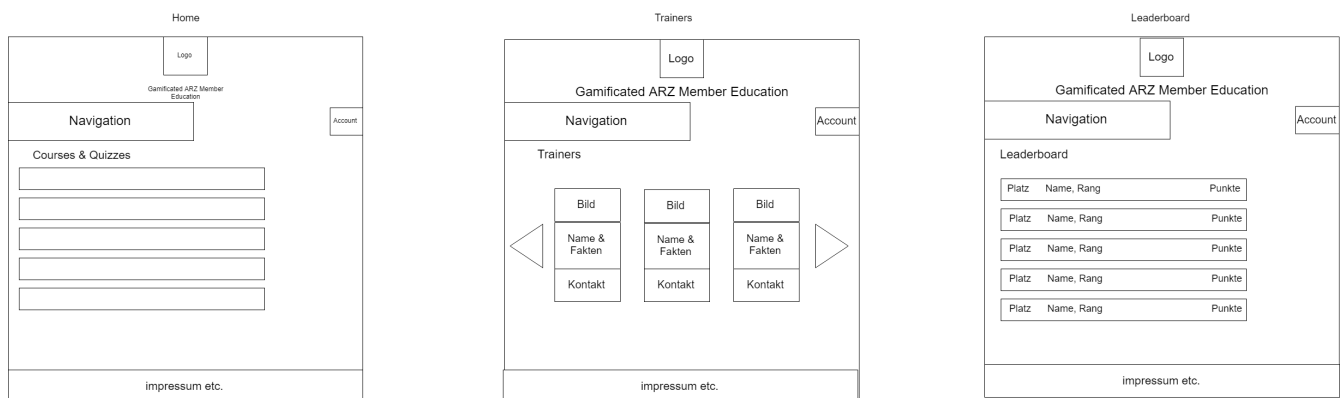 Home
Logo
Gamificated ARZ Member
Education
Navigation
Account
Courses & Quizzes
impressum etc.
Trainers
Logo
Gamificated ARZ Member Education
Navigation
Account
Trainers
Bild
Bild
Bild
Name &
Fakten
Name &
Fakten
Name &
Fakten
Kontakt
Kontakt
Kontakt
impressum etc.
Leaderboard
Logo
Gamificated ARZ Member Education
Navigation
Account
Leaderboard
Platz Name, Rang Punkte
Platz Name, Rang Punkte
Platz Name, Rang Punkte
Platz Name, Rang Punkte
Platz Name, Rang Punkte
impressum etc.